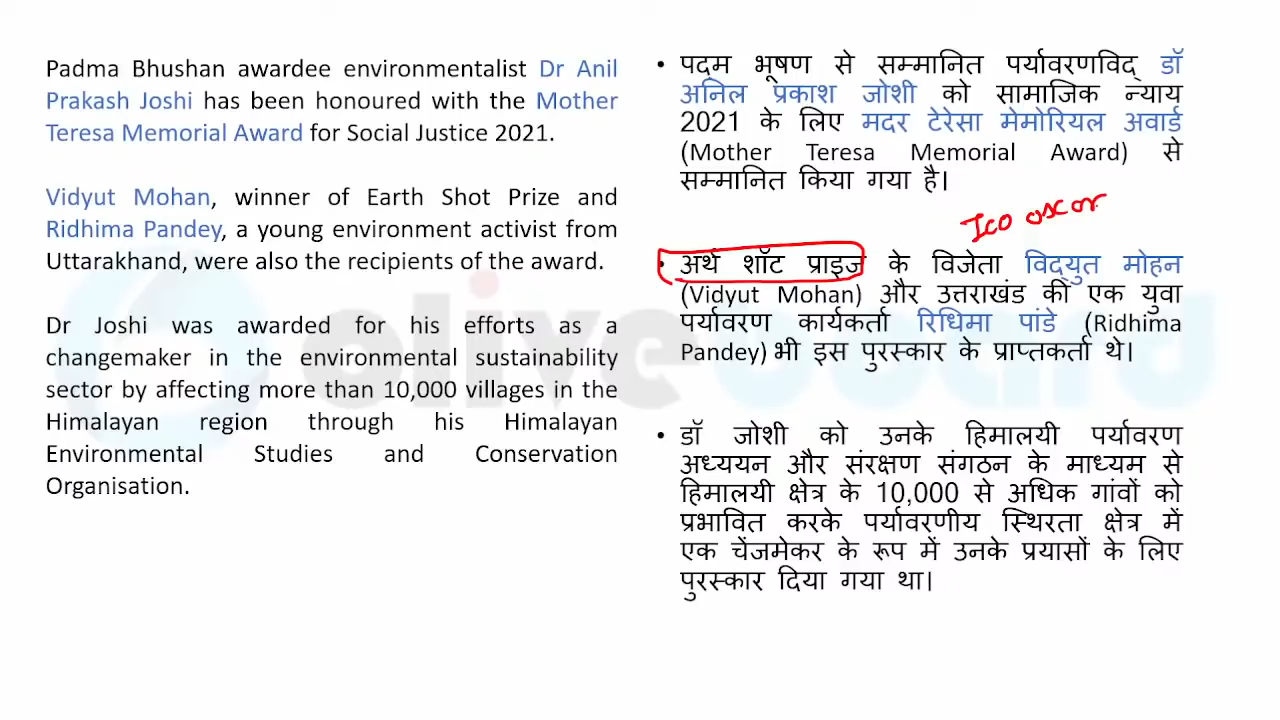 Padma Bhushan awardee environmentalist Dr Anil
Prakash Joshi has been honoured with the Mother
Teresa Memorial Award for Social Justice 2021.
Vidyut Mohan, winner of Earth Shot Prize and
Ridhima Pandey, a young environment activist from
Uttarakhand, were also the recipients of the award.
Dr Joshi was awarded for his efforts as a
changemaker in the environmental sustainability
sector by affecting more than 10,000 villages in the
Himalayan region through his Himalayan
Environmental Studies and Conservation
Organisation.
• पद्म भूषण से सम्मानित पर्यावरणविद् डॉ
अनिल प्रकाश जोशी को सामाजिक न्याय
2021 के लिए मदर टेरेसा मेमोरियल अवार्ड
(Mother Teresa Memorial Award) से
सम्मानित किया गया है।
Ico oscar
• अर्थ शॉट प्राइज के विजेता विद्युत मोहन
(Vidyut Mohan) और उत्तराखंड की एक युवा
पर्यावरण कार्यकर्ता रिधिमा पांडे (Ridhima
Pandey) भी इस पुरस्कार के प्राप्तकर्ता थे।
• डॉ जोशी को उनके हिमालयी पर्यावरण
अध्ययन और संरक्षण संगठन के माध्यम से
हिमालयी क्षेत्र के 10,000 से अधिक गांवों को
प्रभावित करके पर्यावरणीय स्थिरता क्षेत्र में
एक चेंजमेकर के रूप में उनके प्रयासों के लिए
पुरस्कार दिया गया था।
oliveboard